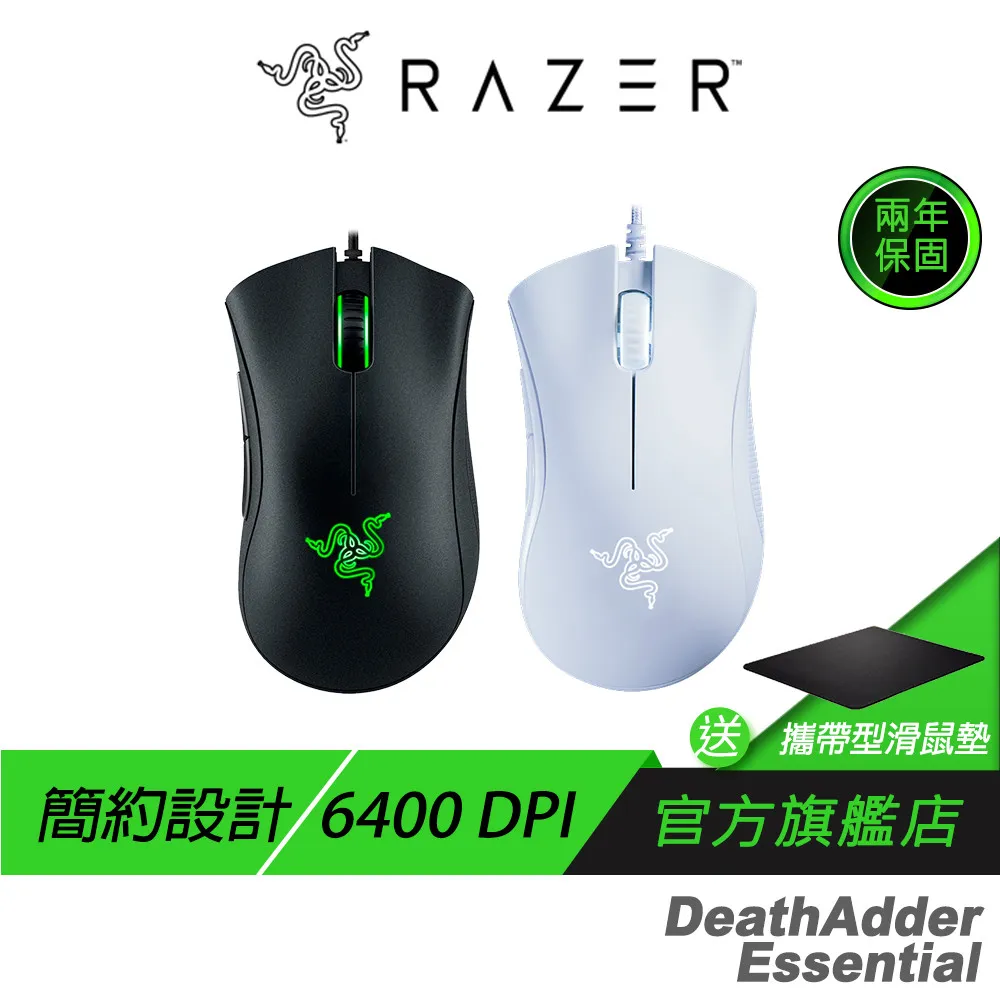 RAZER™
兩年
保固
送
攜帶型滑鼠墊
簡約設計
6400 DPI
官方旗艦店
DeathAdder
Essential